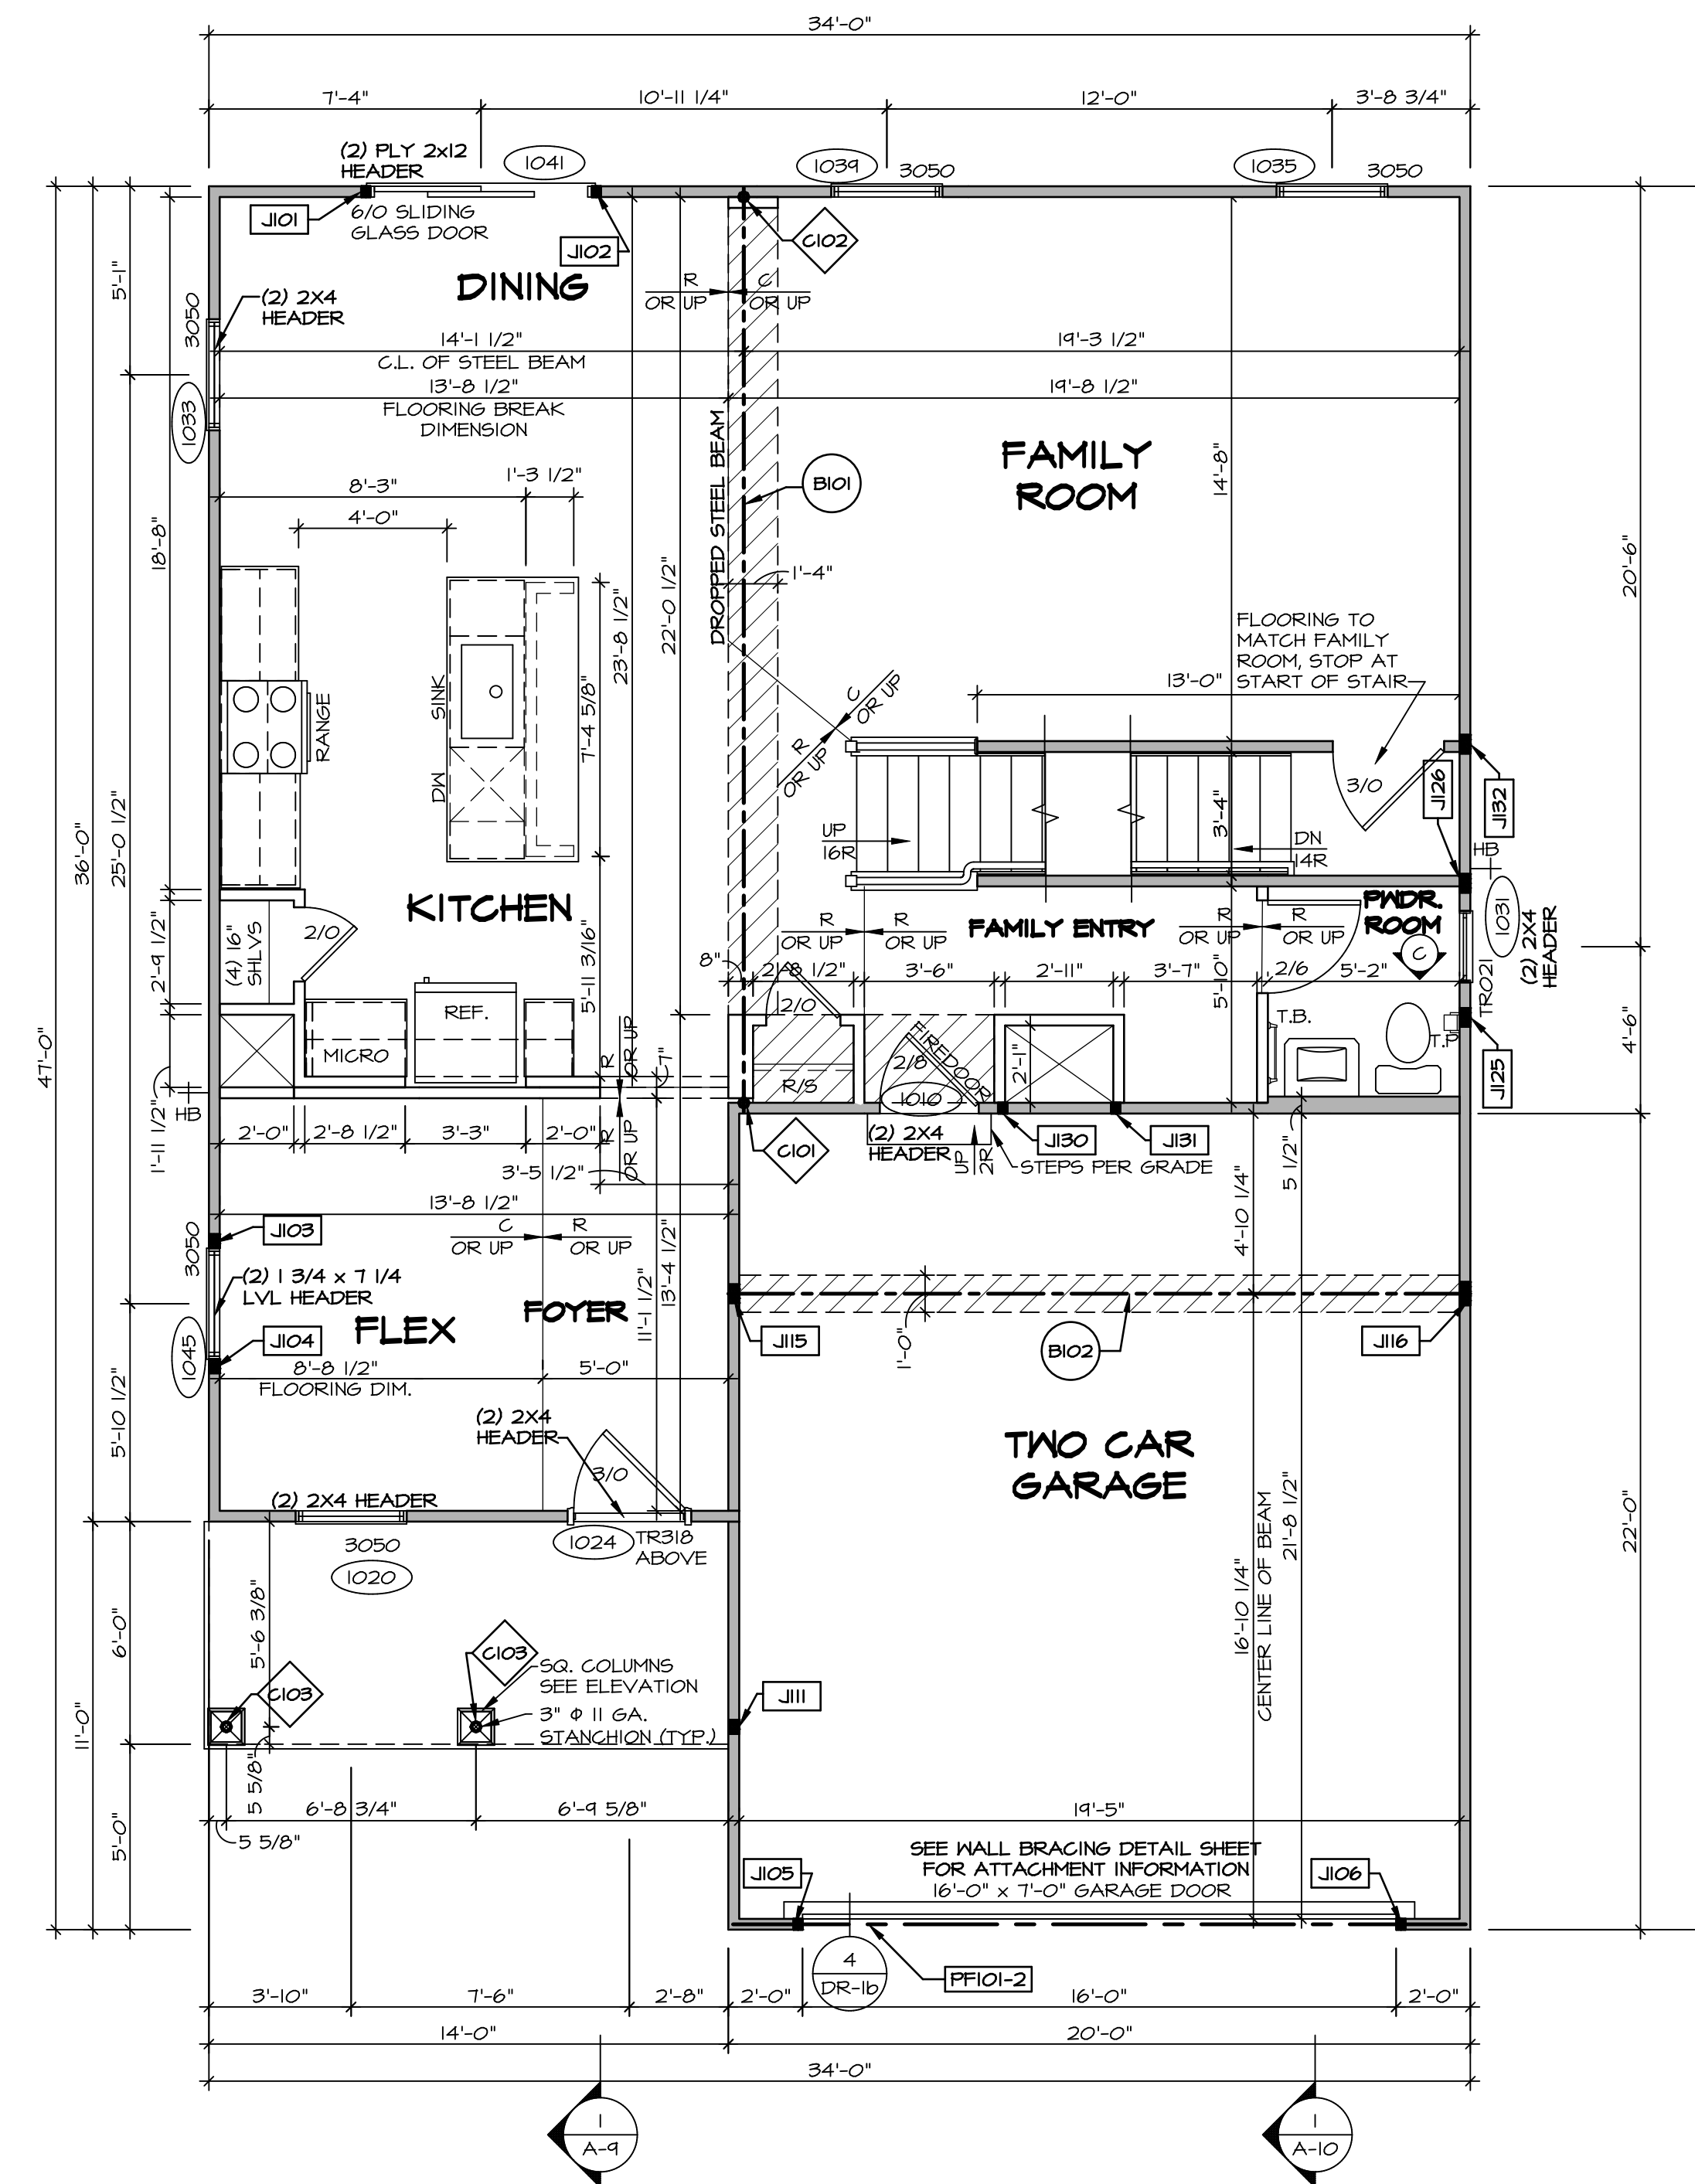 34'-0"
7'-4"
10'-11 1/4"
12'-0"
3'-8 3/4"
(2) PLY 2x12
HEADER
1041
1039
3050
1035
3050
J101
6/0 SLIDING
GLASS DOOR
J102
C102
DINING
R
OR UP
C
OR UP
5'-1"
3050
(2) 2X4
HEADER
1033
14'-1 1/2"
C.L. OF STEEL BEAM
19'-3 1/2"
13'-8 1/2"
FLOORING BREAK
DIMENSION
19'-8 1/2"
DROPPED STEEL BEAM
B101
FAMILY
ROOM
14'-8"
8'-3"
1'-3 1/2"
4'-0"
18'-8"
20'-6"
1'-4"
23'-8 1/2"
22'-0 1/2"
FLOORING TO
MATCH FAMILY
ROOM, STOP AT
START OF STAIR
13'-0"
RANGE
SINK
DW
7'-4 5/8"
C
OR UP
R
OR UP
3/0
J126
J132
36'-0"
25'-0 1/2"
UP
16R
3'-4"
DN
14R
HB
KITCHEN
R
OR UP
R
OR UP
FAMILY ENTRY
R
OR UP
R
OR UP
PWDR.
ROOM
C
1031
(2) 2X4
HEADER
TR021
2'-9 1/2"
(4) 16"
SHLVS
2/0
5'-11 3/16"
8"
2'-8 1/2"
3'-6"
2'-11"
3'-7"
5'-10"
2/6
5'-2"
47'-0"
REF.
MICRO
R
OR UP
7"
2/0
R/S
FIREDOOR
2/8
1010
2'-1"
T.B.
T.P.
J125
4'-6"
1'-11 1/2"
HB
2'-0"
2'-8 1/2"
3'-3"
2'-0"
R
OR UP
3'-5 1/2"
C101
(2) 2X4
HEADER
UP
2R
J130
J131
STEPS PER GRADE
4'-10 1/4"
5 1/2"
13'-8 1/2"
C
OR UP
R
OR UP
3050
J103
(2) 1 3/4 x 7 1/4
LVL HEADER
J104
1045
FLEX
FOYER
11'-1 1/2"
13'-4 1/2"
J115
1'-0"
B102
J116
8'-8 1/2"
FLOORING DIM.
5'-0"
5'-10 1/2"
(2) 2X4
HEADER
3/0
TWO CAR
GARAGE
(2) 2X4 HEADER
3050
1020
1024
TR318
ABOVE
CENTER LINE OF BEAM
16'-10 1/4"
21'-8 1/2"
22'-0"
6'-0"
5'-6 3/8"
C103
C103
SQ. COLUMNS
SEE ELEVATION
3" Φ 11 GA.
STANCHION (TYP.)
J111
11'-0"
5 5/8"
5'-0"
6'-8 3/4"
6'-9 5/8"
19'-5"
5 5/8"
SEE WALL BRACING DETAIL SHEET
FOR ATTACHMENT INFORMATION
16'-0" x 7'-0" GARAGE DOOR
J105
J106
4
DR-1b
PF101-2
3'-10"
7'-6"
2'-8"
2'-0"
16'-0"
2'-0"
14'-0"
20'-0"
34'-0"
1
A-9
1
A-10